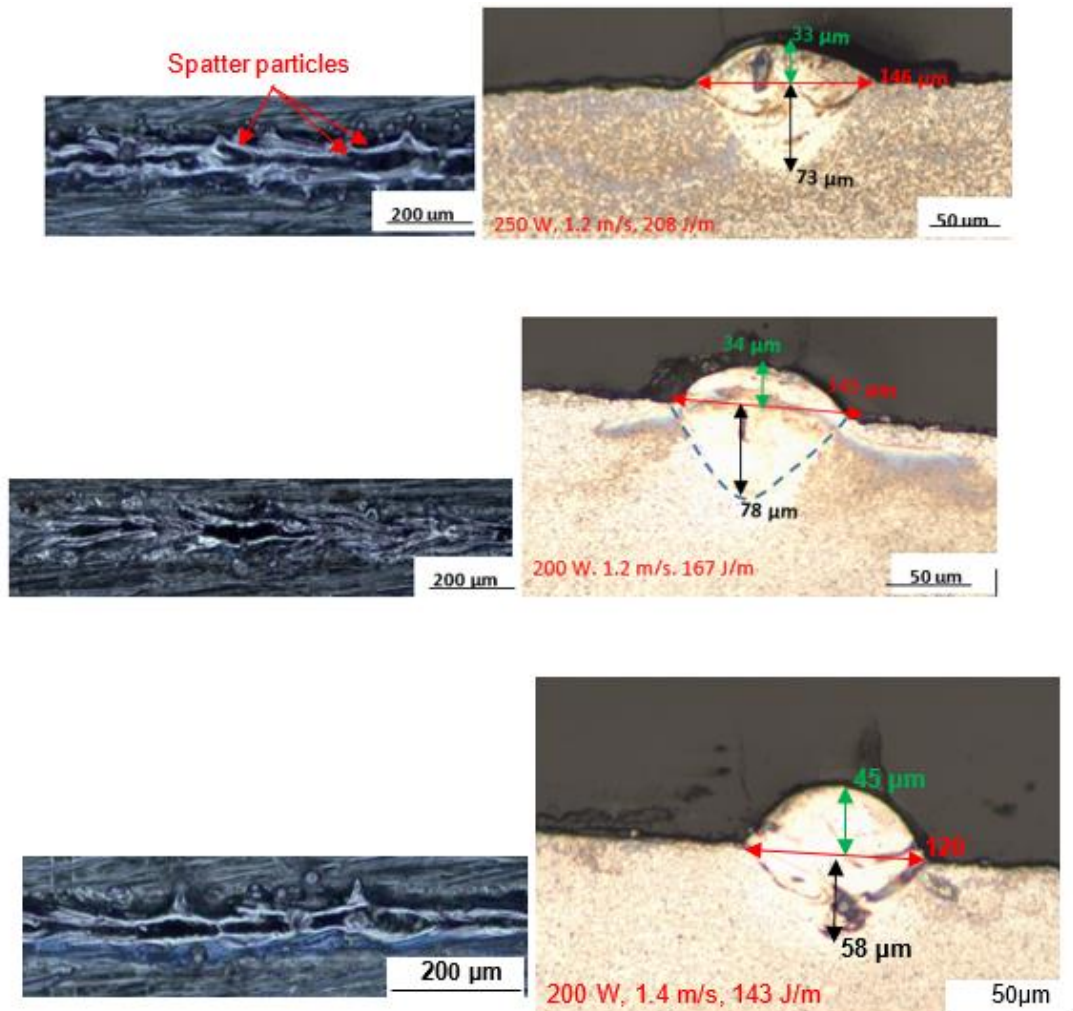 Spatter particles
33 µm
146 µm
73 µm
200 um
250 W, 1.2 m/s, 208 J/m
50 µm
34 µm
78 µm
200 µm
200 W. 1.2 m/s. 167 J/m
50 um
45 µm
120
58 µm
200 µm
200 W, 1.4 m/s, 143 J/m
50µm